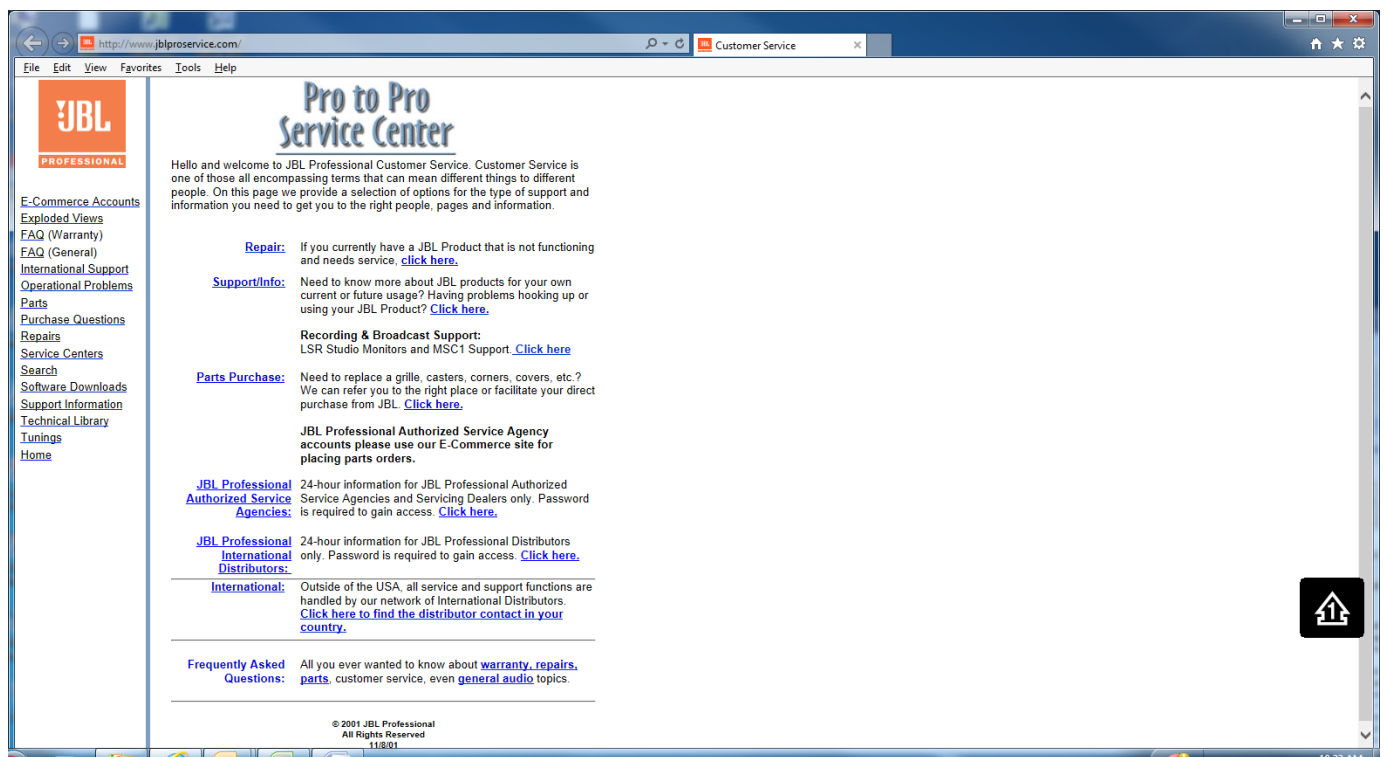 http://www.jblproservice.com/
Customer Service
File Edit View Favorites Tools Help
JBL
PROFESSIONAL
E-Commerce Accounts
Exploded Views
FAQ (Warranty)
FAQ (General)
International Support
Operational Problems
Parts
Purchase Questions
Repairs
Service Centers
Search
Software Downloads
Support Information
Technical Library
Tunings
Home
Pro to Pro
Service Center
Hello and welcome to JBL Professional Customer Service. Customer Service is
one of those all encompassing terms that can mean different things to different
people. On this page we provide a selection of options for the type of support and
information you need to get you to the right people, pages and information.
Repair: If you currently have a JBL Product that is not functioning
and needs service, click here.
Support/Info: Need to know more about JBL products for your own
current or future usage? Having problems hooking up or
using your JBL Product? Click here.
Recording & Broadcast Support:
LSR Studio Monitors and MSC1 Support. Click here
Parts Purchase: Need to replace a grille, casters, corners, covers, etc.?
We can refer you to the right place or facilitate your direct
purchase from JBL. Click here.
JBL Professional Authorized Service Agency
accounts please use our E-Commerce site for
placing parts orders.
JBL Professional 24-hour information for JBL Professional Authorized
Authorized Service Service Agencies and Servicing Dealers only. Password
Agencies: is required to gain access. Click here.
JBL Professional 24-hour information for JBL Professional Distributors
International only. Password is required to gain access. Click here.
Distributors:
International: Outside of the USA, all service and support functions are
handled by our network of International Distributors.
Click here to find the distributor contact in your
country.
Frequently Asked All you ever wanted to know about warranty, repairs,
Questions: parts, customer service, even general audio topics.
© 2001 JBL Professional
All Rights Reserved
11/8/01
1